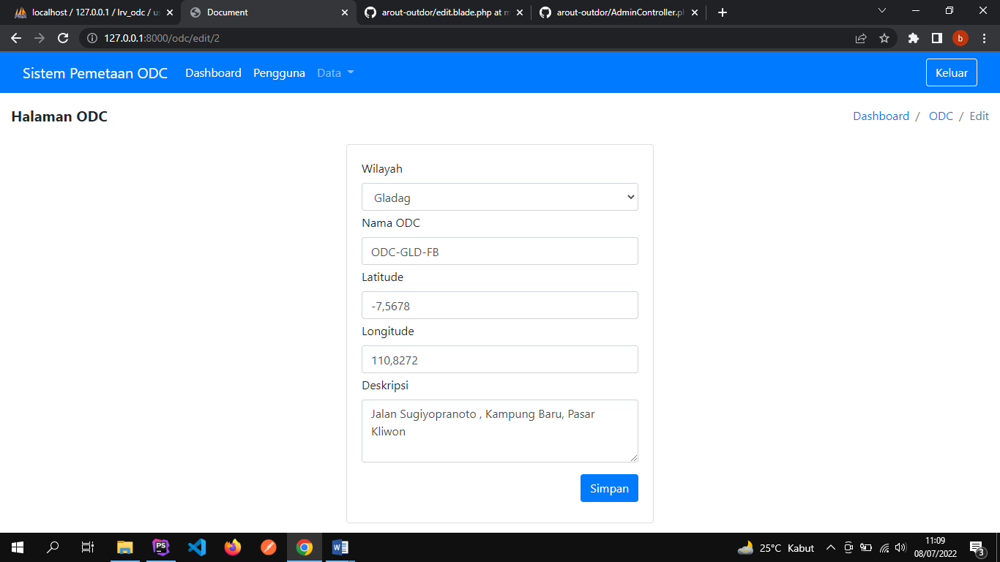 localhost / 127.0.0.1 / lrv_odc / us
Document
arout-outdor/edit.blade.php at m
arout-outdor/AdminController.ph
127.0.0.1:8000/odc/edit/2
b
Sistem Pemetaan ODC Dashboard Pengguna Data Keluar
Halaman ODC
Dashboard / ODC / Edit
Wilayah
Gladag
Nama ODC
ODC-GLD-FB
Latitude
-7,5678
Longitude
110,8272
Deskripsi
Jalan Sugiyopranoto , Kampung Baru, Pasar
Kliwon
Simpan
PS
W
25°C Kabut
11:09
08/07/2022
3